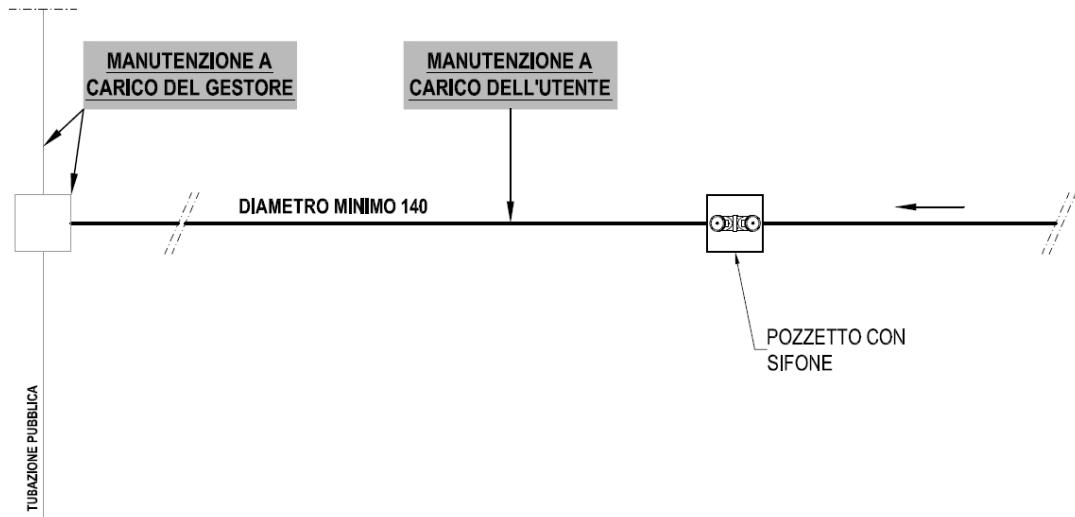 MANUTENZIONE A
CARICO DEL GESTORE
MANUTENZIONE A
CARICO DELL'UTENTE
DIAMETRO MINIMO 140
POZZETTO CON
SIFONE
TUBAZIONE PUBBLICA